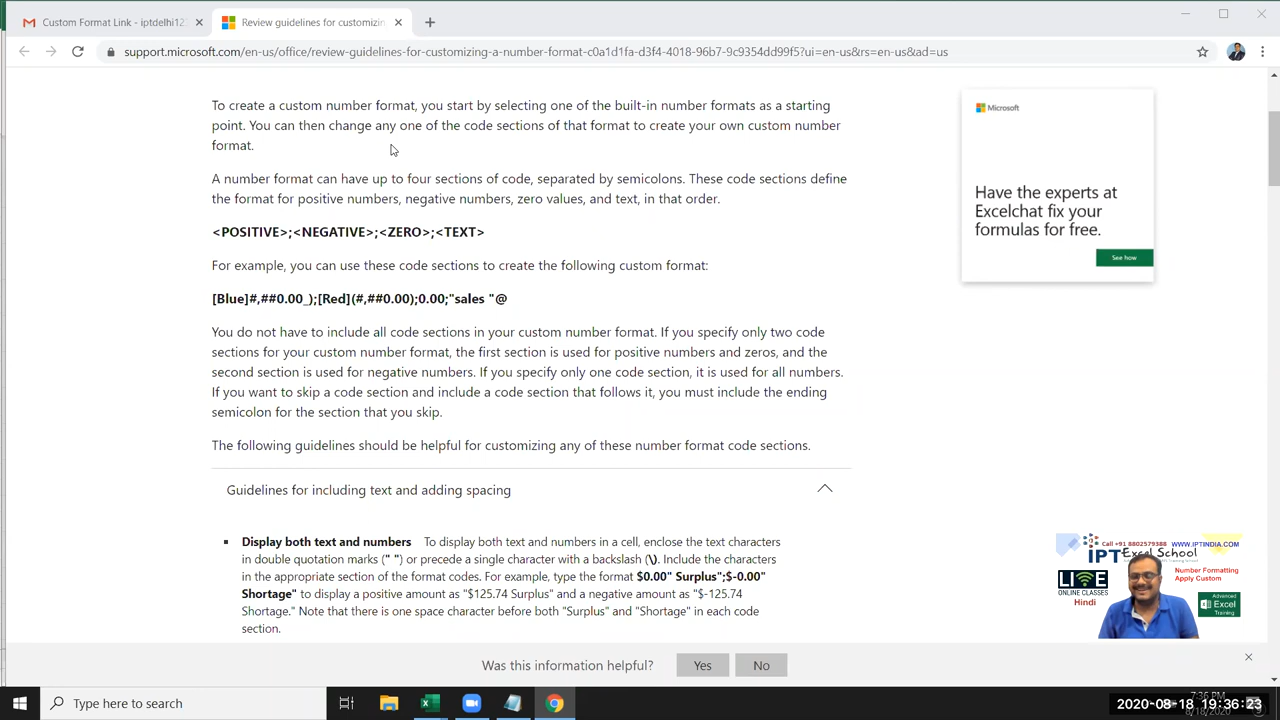 Custom Format Link - iptdelhi12
Review guidelines for customizin
support.microsoft.com/en-us/office/review-guidelines-for-customizing-a-number-format-c0a1d1fa-d3f4-4018-96b7-9c9354dd99f5?ui=en-us&rs=en-us&ad=us
To create a custom number format, you start by selecting one of the built-in number formats as a starting
point. You can then change any one of the code sections of that format to create your own custom number
format.
A number format can have up to four sections of code, separated by semicolons. These code sections define
the format for positive numbers, negative numbers, zero values, and text, in that order.
<POSITIVE>;<NEGATIVE>;<ZERO>;<TEXT>
For example, you can use these code sections to create the following custom format:
[Blue]#,##0.00_);[Red](#,##0.00);0.00;"sales "@
You do not have to include all code sections in your custom number format. If you specify only two code
sections for your custom number format, the first section is used for positive numbers and zeros, and the
second section is used for negative numbers. If you specify only one code section, it is used for all numbers.
If you want to skip a code section and include a code section that follows it, you must include the ending
semicolon for the section that you skip.
The following guidelines should be helpful for customizing any of these number format code sections.
Guidelines for including text and adding spacing
Display both text and numbers To display both text and numbers in a cell, enclose the text characters
in double quotation marks (" ") or precede a single character with a backslash (\). Include the characters
in the appropriate section of the format codes. For example, type the format $0.00" Surplus";$-0.00"
Shortage" to display a positive amount as "$125.74 Surplus" and a negative amount as "$-125.74
Shortage." Note that there is one space character before both "Surplus" and "Shortage" in each code
section.
Microsoft
Have the experts at
Excelchat fix your
formulas for free.
See how
Call +91 8802579388 WWW.IPTINDIA.COM
IPT Excel School
LIVE
ONLINE CLASSES
Hindi
Number Formatting
Apply Custom
Advanced
Excel
Training
Was this information helpful?
Yes
No
Type here to search
7:36 PM
2020-08-18 19:36:23
8/18/2020